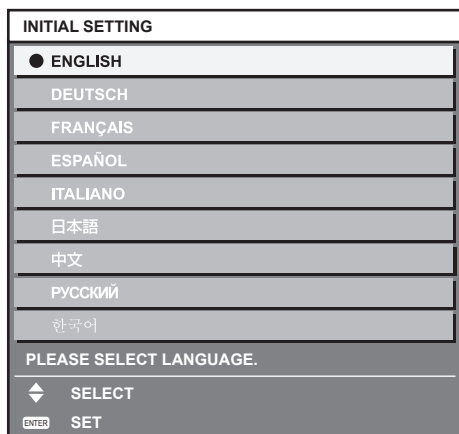 INITIAL SETTING
ENGLISH
DEUTSCH
FRANÇAIS
ESPAÑOL
ITALIANO
日本語
中文
РУССКИЙ
한국어
PLEASE SELECT LANGUAGE.
SELECT
ENTER SET